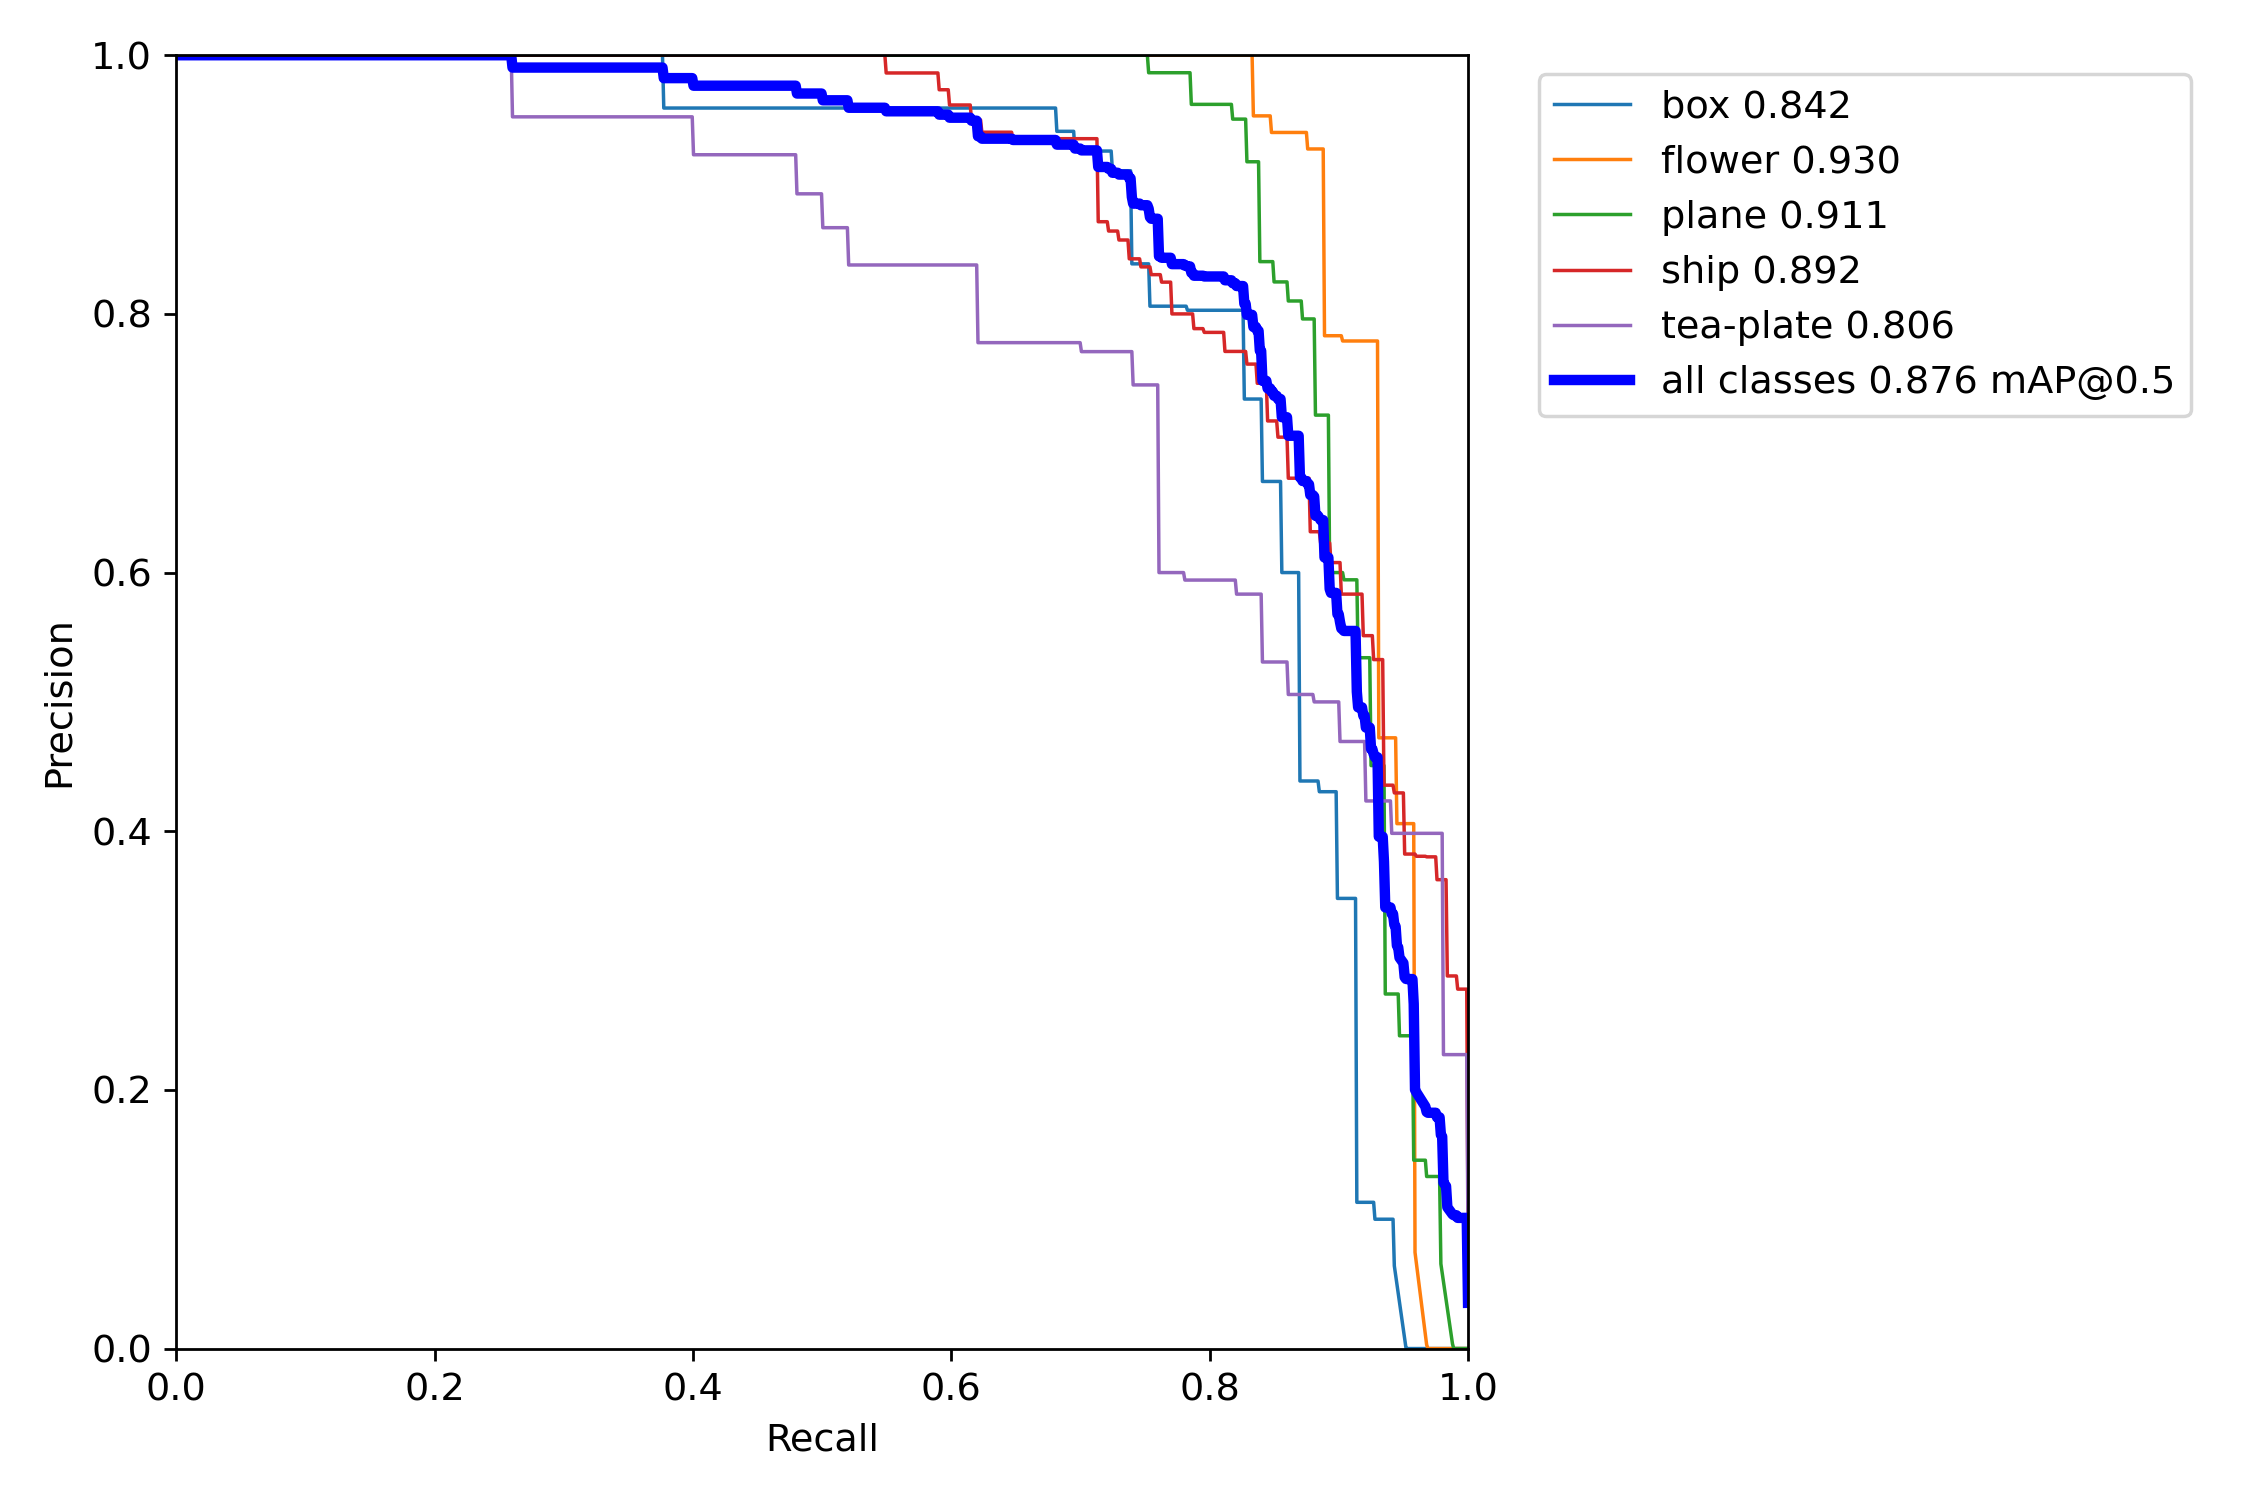 1.0
0.8
0.6
0.4
0.2
0.0
0.0 0.2 0.4 0.6 0.8 1.0
Precision
Recall
box 0.842
flower 0.930
plane 0.911
ship 0.892
tea-plate 0.806
all classes 0.876 mAP@0.5